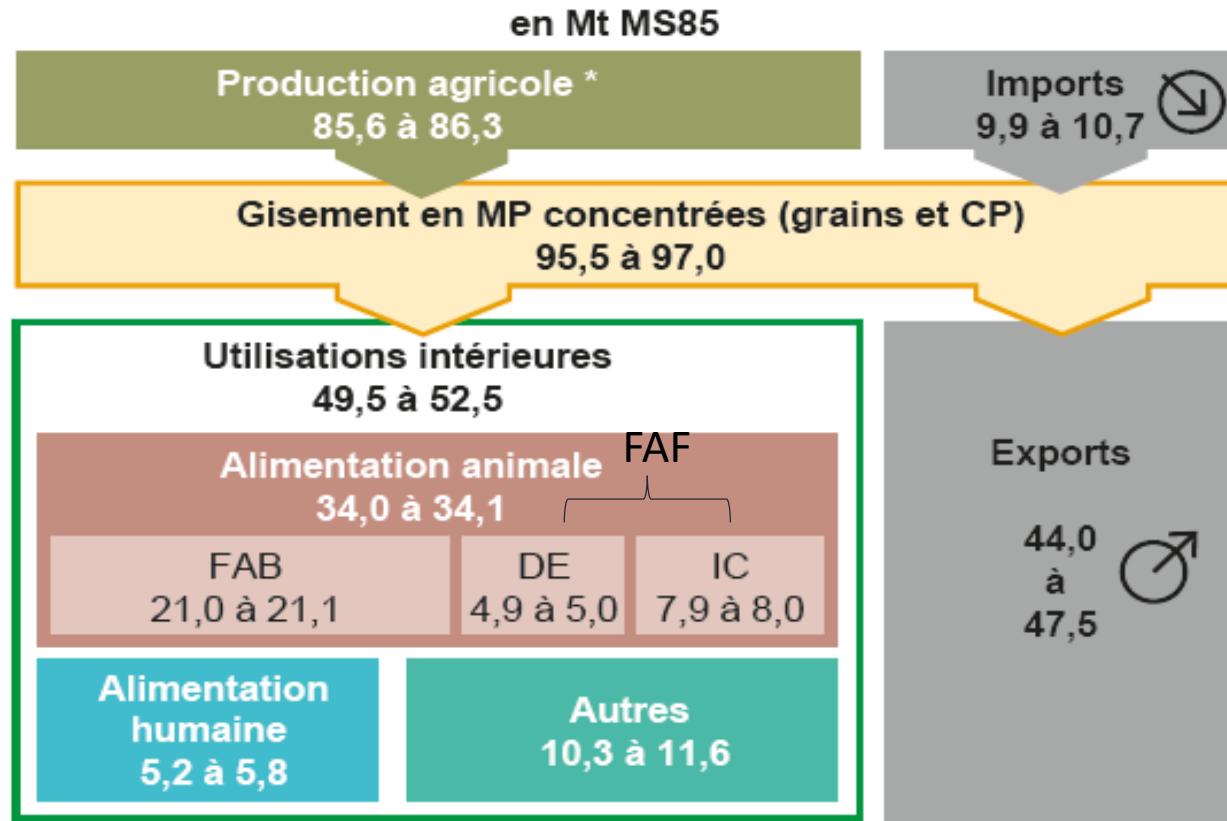 en Mt MS85
Production agricole *
85,6 à 86,3
Imports
9,9 à 10,7
Gisement en MP concentrées (grains et CP)
95,5 à 97,0
Utilisations intérieures
49,5 à 52,5
FAF
Alimentation animale
34,0 à 34,1
FAB
21,0 à 21,1
DE
4,9 à 5,0
IC
7,9 à 8,0
Alimentation
humaine
5,2 à 5,8
Autres
10,3 à 11,6
Exports
44,0
à
47,5